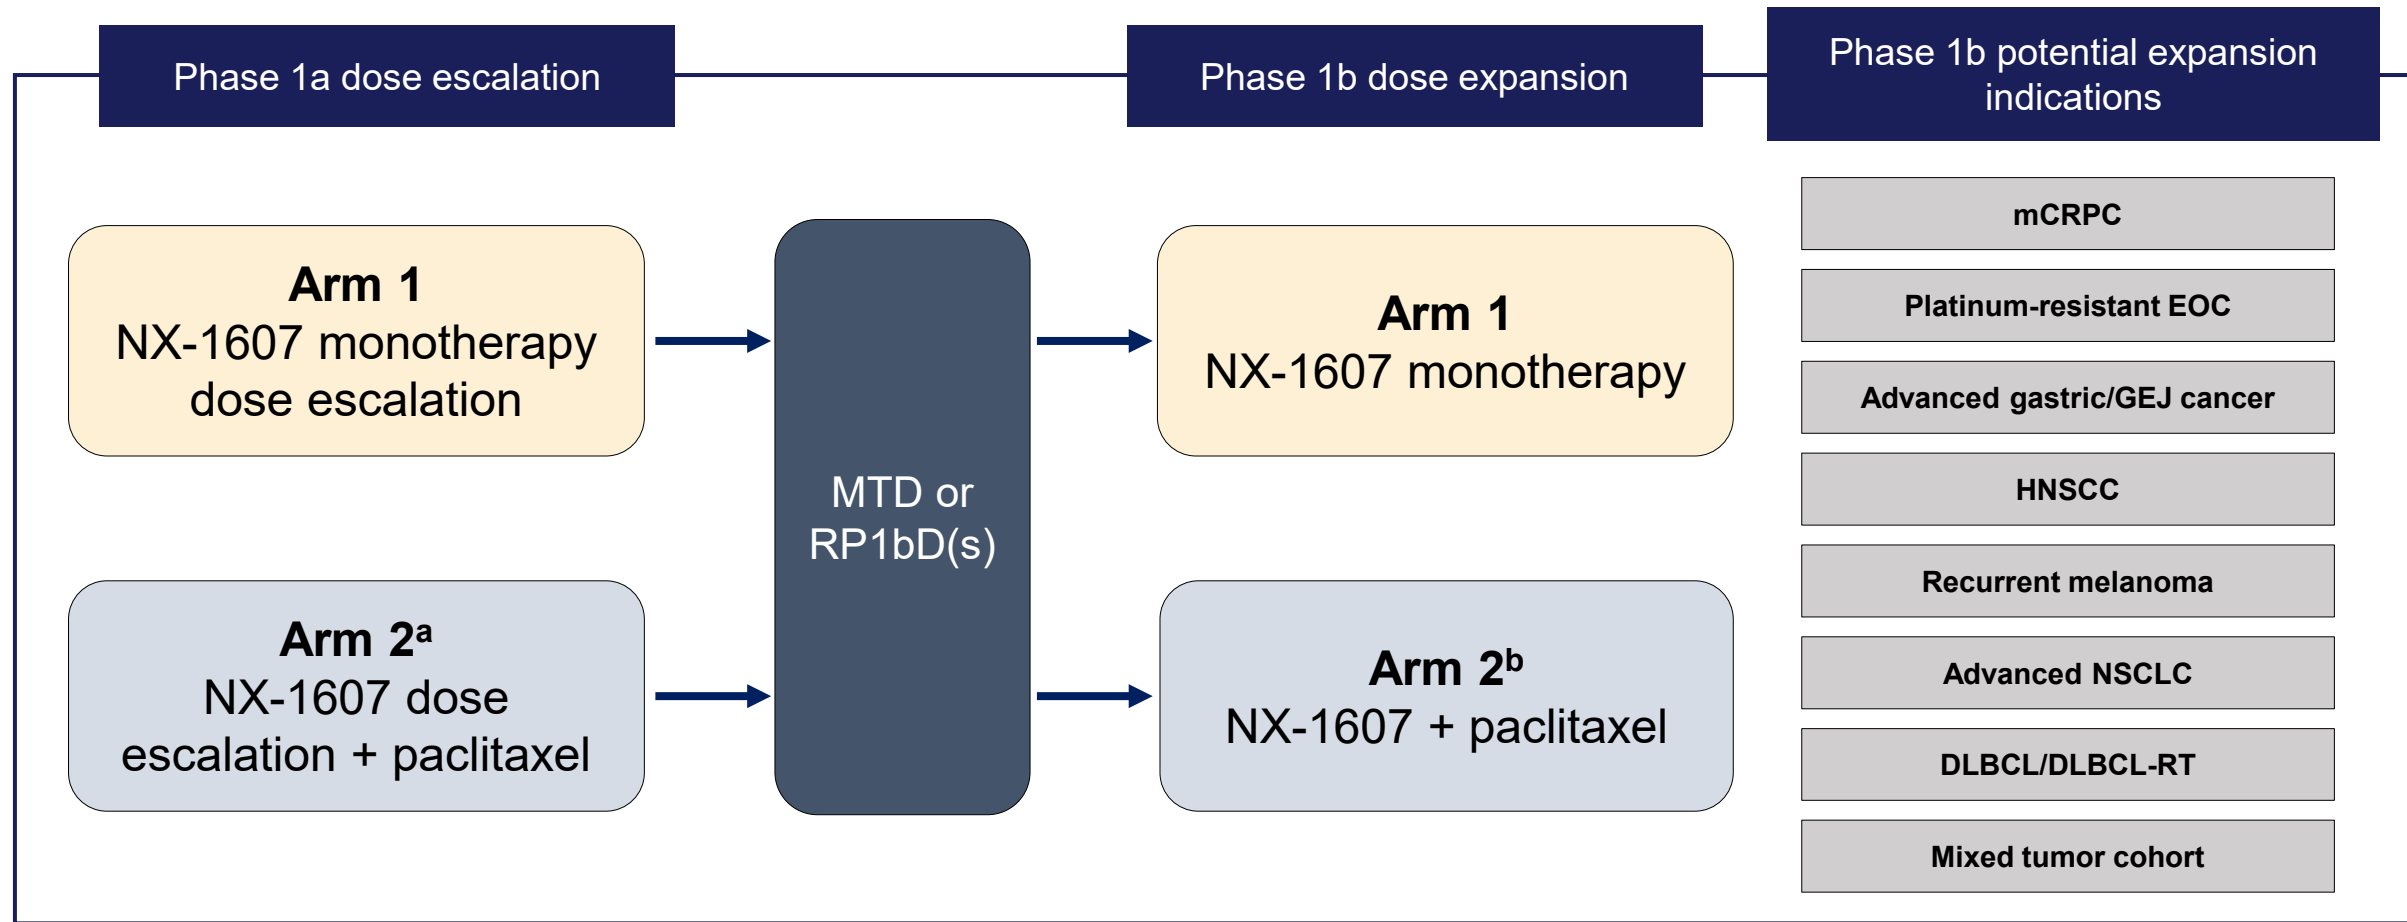 Phase 1a dose escalation
Phase 1b dose expansion
Phase 1b potential expansion
indications
Arm 1
NX-1607 monotherapy
dose escalation
Arm 2ᵃ
NX-1607 dose
escalation + paclitaxel
MTD or
RP1bD(s)
Arm 1
NX-1607 monotherapy
Arm 2ᵇ
NX-1607 + paclitaxel
mCRPC
Platinum-resistant EOC
Advanced gastric/GEJ cancer
HNSCC
Recurrent melanoma
Advanced NSCLC
DLBCL/DLBCL-RT
Mixed tumor cohort